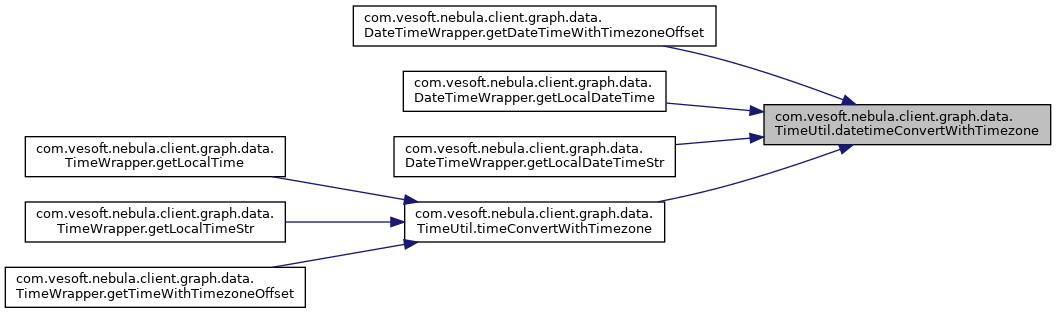 com.vesoft.nebula.client.graph.data.
DateTimeWrapper.getDateTimeWithTimezoneOffset
com.vesoft.nebula.client.graph.data.
DateTimeWrapper.getLocalDateTime
com.vesoft.nebula.client.graph.data.
TimeUtil.datetimeConvertWithTimezone
com.vesoft.nebula.client.graph.data.
DateTimeWrapper.getLocalDateTimeStr
com.vesoft.nebula.client.graph.data.
TimeWrapper.getLocalTime
com.vesoft.nebula.client.graph.data.
TimeWrapper.getLocalTimeStr
com.vesoft.nebula.client.graph.data.
TimeUtil.timeConvertWithTimezone
com.vesoft.nebula.client.graph.data.
TimeWrapper.getTimeWithTimezoneOffset